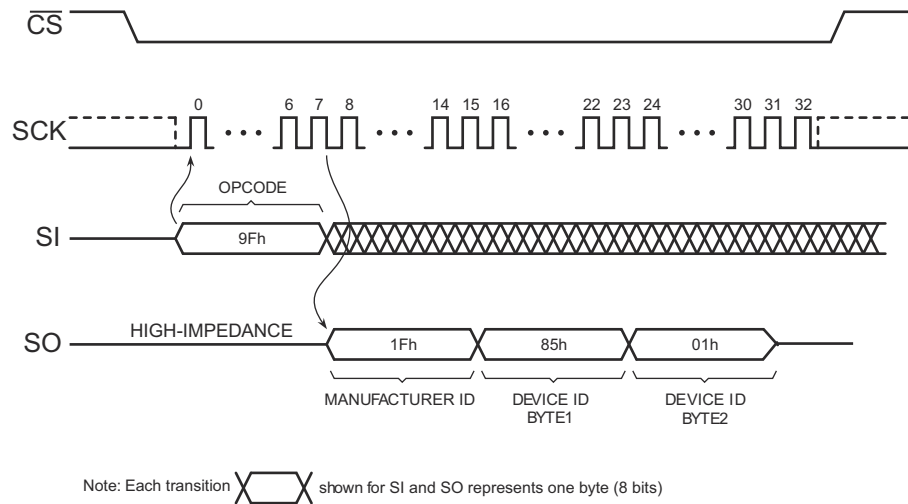 CS
SCK
0 6 7 8 14 15 16 22 23 24 30 31 32
OPCODE
SI
9Fh
HIGH-IMPEDANCE
SO
1Fh 85h 01h
MANUFACTURER ID DEVICE ID DEVICE ID
BYTE1 BYTE2
Note: Each transition shown for SI and SO represents one byte (8 bits)